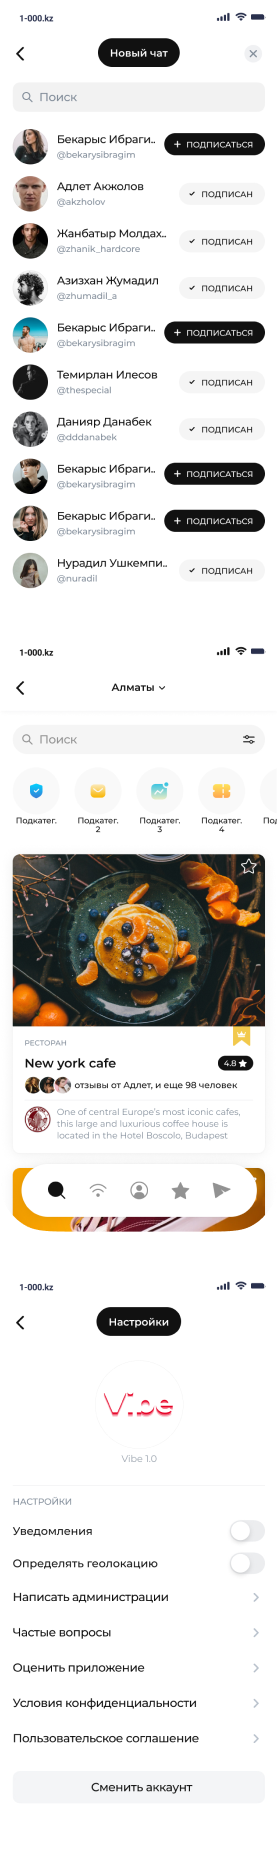 1-000.kz
Новый чат
Поиск
Бекарыс Ибраги..
@bekarysibragim
+ ПОДПИСАТЬСЯ
Адлет Акжолов
@akzholov
ПОДПИСАН
Жанбатыр Молдах..
@zhanik_hardcore
ПОДПИСАН
Азизхан Жумадил
@zhumadil_a
ПОДПИСАН
Бекарыс Ибраги..
@bekarysibragim
+ ПОДПИСАТЬСЯ
Темирлан Илесов
@thespecial
ПОДПИСАН
Данияр Данабек
@dddanabek
ПОДПИСАН
Бекарыс Ибраги..
@bekarysibragim
+ ПОДПИСАТЬСЯ
Бекарыс Ибраги..
@bekarysibragim
+ ПОДПИСАТЬСЯ
Нурадил Ушкемпи..
@nuradil
ПОДПИСАН
1-000.kz
Алматы
Поиск
Подкатег.
Подкатег.
2
Подкатег.
3
Подкатег.
4
Под
РЕСТОРАН
New york cafe
4.8
отзывы от Адлет, и еще 98 человек
One of central Europe's most iconic cafes,
this large and luxurious coffee house is
located in the Hotel Boscolo, Budapest
1-000.kz
Настройки
Vibe
Vibe 1.0
НАСТРОЙКИ
Уведомления
Определять геолокацию
Написать администрации
Частые вопросы
Оценить приложение
Условия конфиденциальности
Пользовательское соглашение
Сменить аккаунт